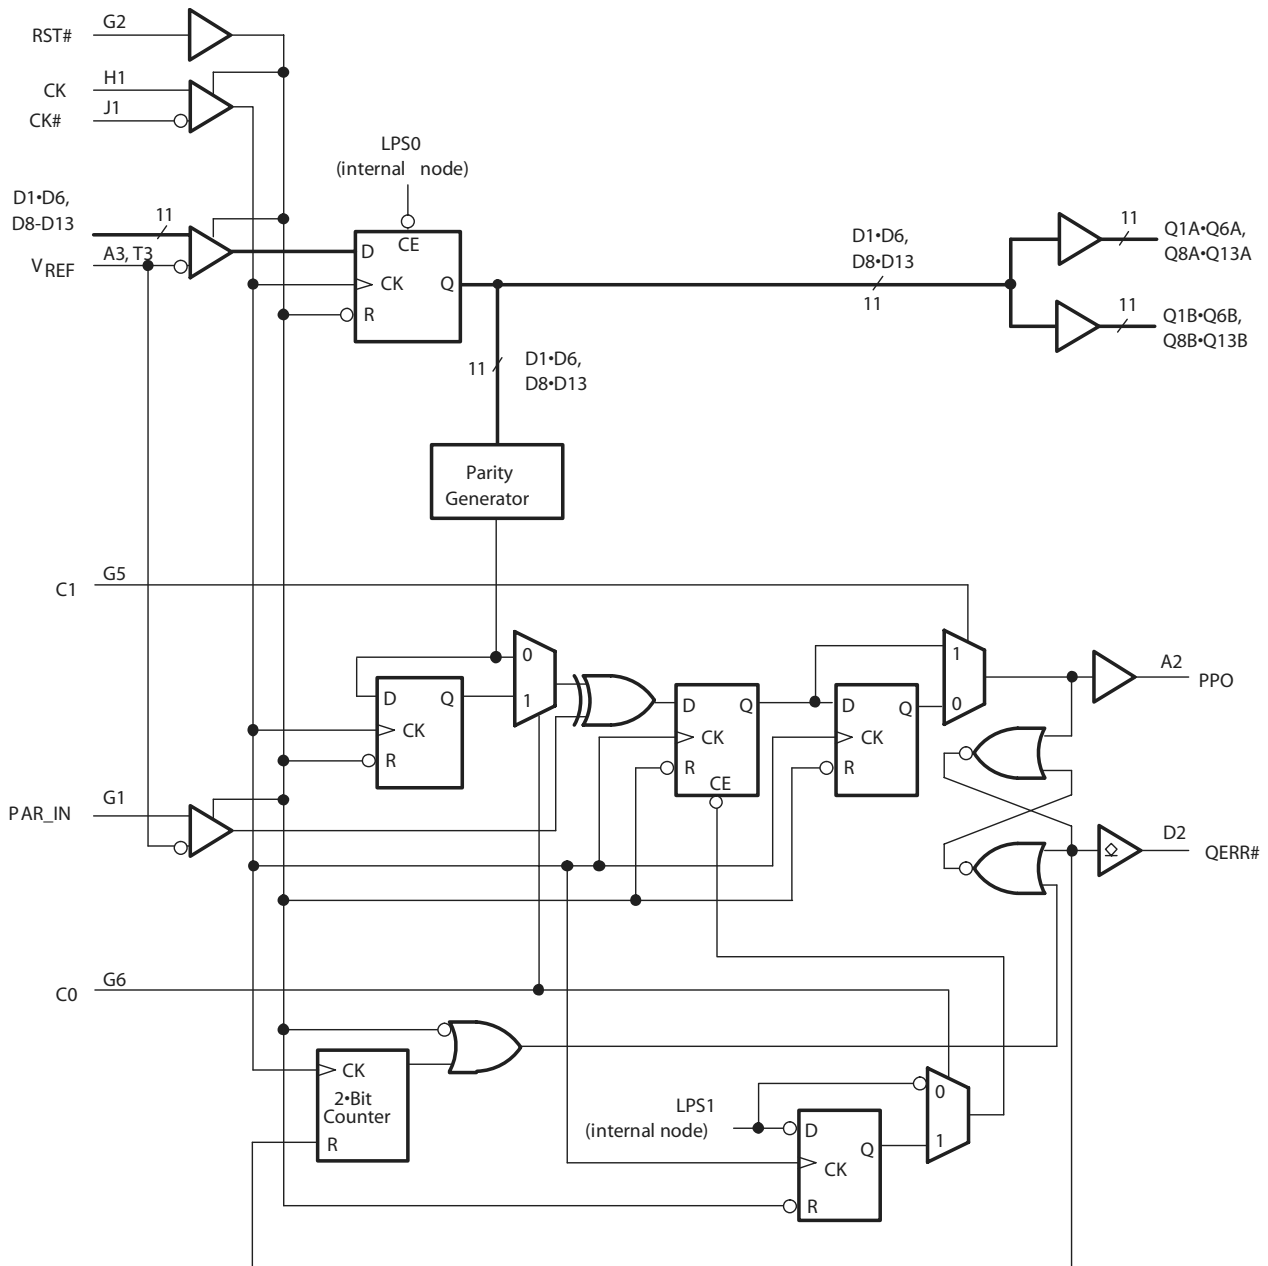 G2
RST#
H1
CK
J1
CK#
LPS0
(internal node)
D1•D6,
D8-D13
11
A3, T3
VREF
D
CE
CK
Q
R
D1•D6,
D8•D13
11
11
Q1A•Q6A,
Q8A•Q13A
11
Q1B•Q6B,
Q8B•Q13B
11
D1•D6,
D8•D13
Parity
Generator
G5
C1
0
1
D
Q
CK
R
D
Q
CK
R
CE
D
Q
CK
R
1
0
A2
PPO
G1
PAR_IN
D2
QERR#
G6
C0
CK
2•Bit
Counter
R
LPS1
(internal node)
D
Q
CK
R
0
1